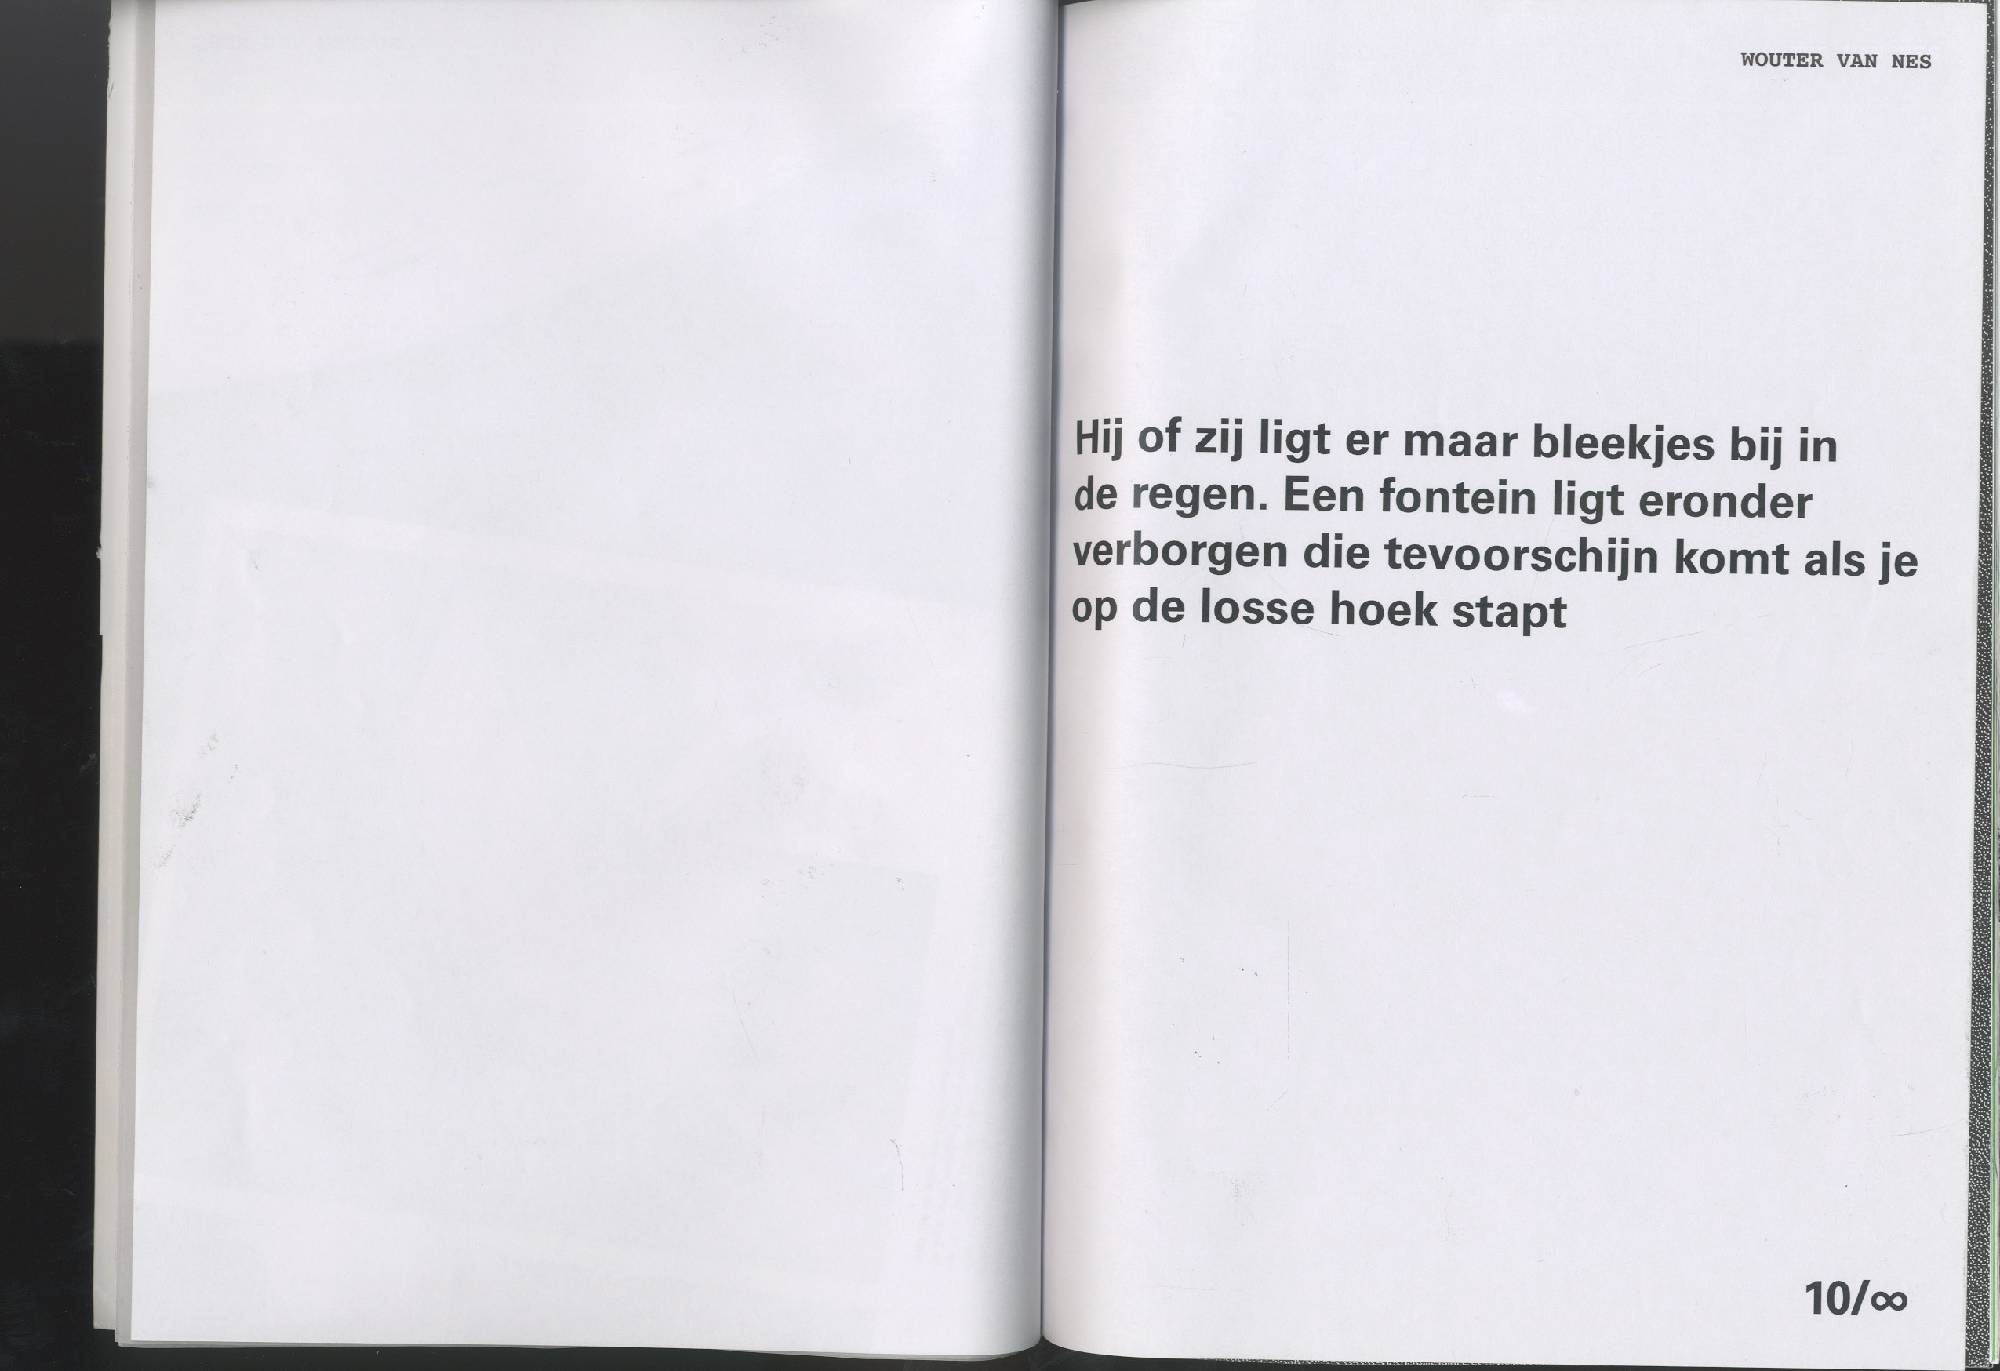 WOUTER VAN NES
Hij of zij ligt er maar bleekjes bij in
de regen. Een fontein ligt eronder
verborgen die tevoorschijn komt als je
op de losse hoek stapt
10/∞